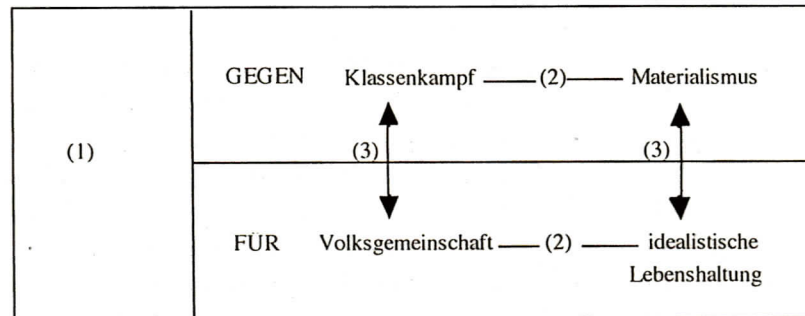 GEGEN Klassenkampf (2) Materialismus
(1) (3) (3)
FÜR Volksgemeinschaft (2) idealistische
Lebenshaltung